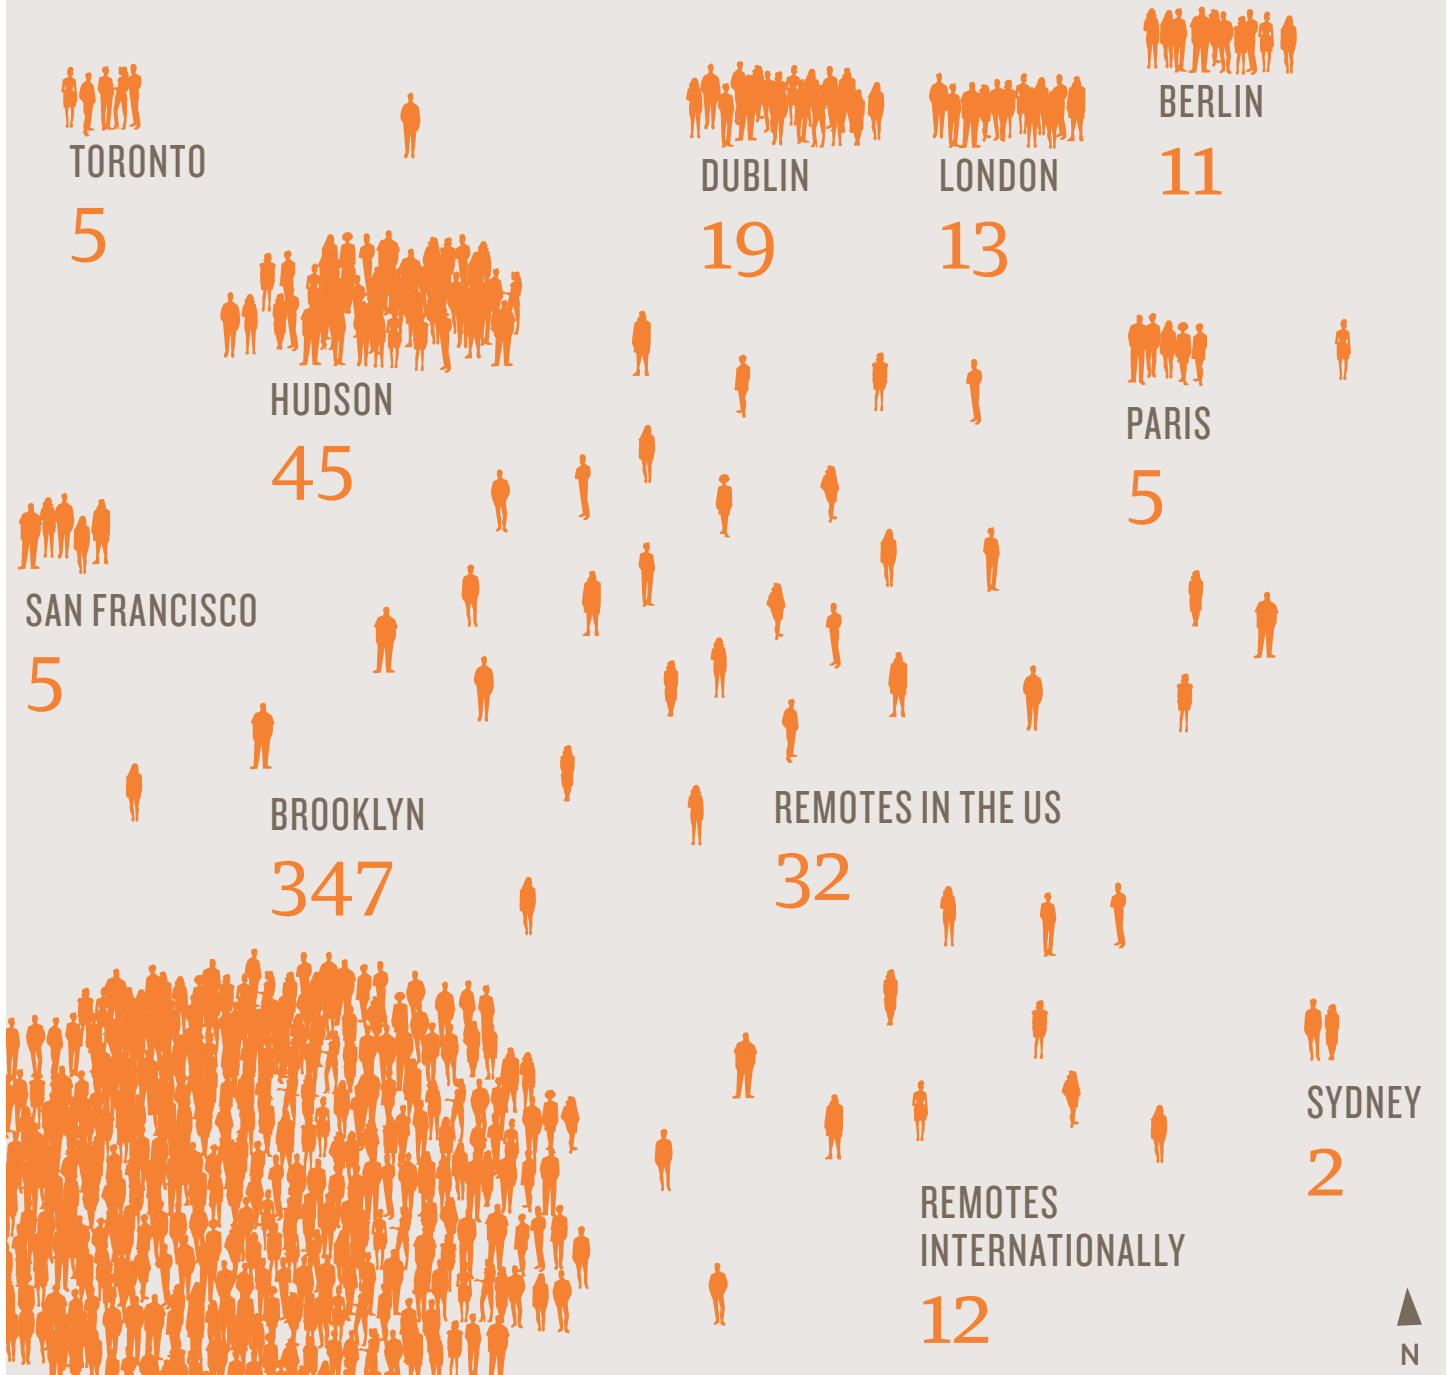 BERLIN
11
TORONTO
5
DUBLIN
19
LONDON
13
HUDSON
45
PARIS
5
SAN FRANCISCO
5
BROOKLYN
347
REMOTES IN THE US
32
SYDNEY
2
REMOTES
INTERNATIONALLY
12
N